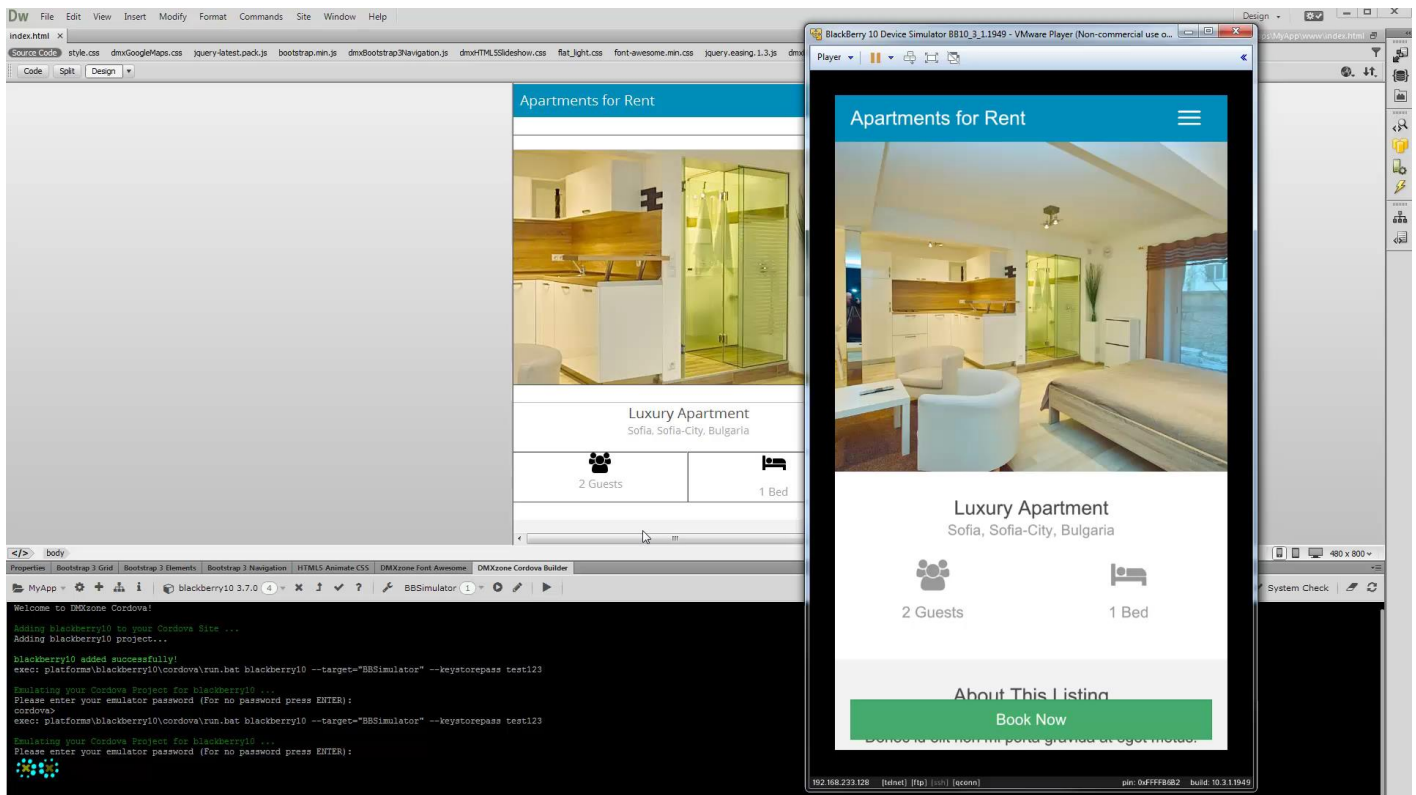 DW File Edit View Insert Modify Format Commands Site Window Help
Design
index.html ×
Source Code style.css dmxGoogleMaps.css jquery-latest.pack.js bootstrap.min.js dmxBootstrap3Navigation.js dmxHTML5Slideshow.css flat_light.css font-awesome.min.css jquery.easing.1.3.js
Code Split Design
Apartments for Rent
Luxury Apartment
Sofia, Sofia-City, Bulgaria
2 Guests
1 Bed
BlackBerry 10 Device Simulator BB10_3_1.1949 - VMware Player (Non-commercial use o...
\MyApp\www\index.html
Player
Apartments for Rent
Luxury Apartment
Sofia, Sofia-City, Bulgaria
2 Guests 1 Bed
About This Listing
Book Now
192.168.233.128 [telnet] [ftp] [ssh] [qconn] pin: 0xFFFFB6B2 build: 10.3.1.1949
</> body
480 x 800
Properties Bootstrap 3 Grid Bootstrap 3 Elements Bootstrap 3 Navigation HTML5 Animate CSS DMXzone Font Awesome DMXzone Cordova Builder
MyApp blackberry10 3.7.0 4 BBSimulator 1 System Check
Welcome to DMXzone Cordova!
Adding blackberry10 to your Cordova Site ...
Adding blackberry10 project...
blackberry10 added successfully!
exec: platforms\blackberry10\cordova\run.bat blackberry10 --target="BBSimulator" --keystorepass test123
Emulating your Cordova Project for blackberry10 ...
Please enter your emulator password (For no password press ENTER):
cordova>
exec: platforms\blackberry10\cordova\run.bat blackberry10 --target="BBSimulator" --keystorepass test123
Emulating your Cordova Project for blackberry10 ...
Please enter your emulator password (For no password press ENTER):